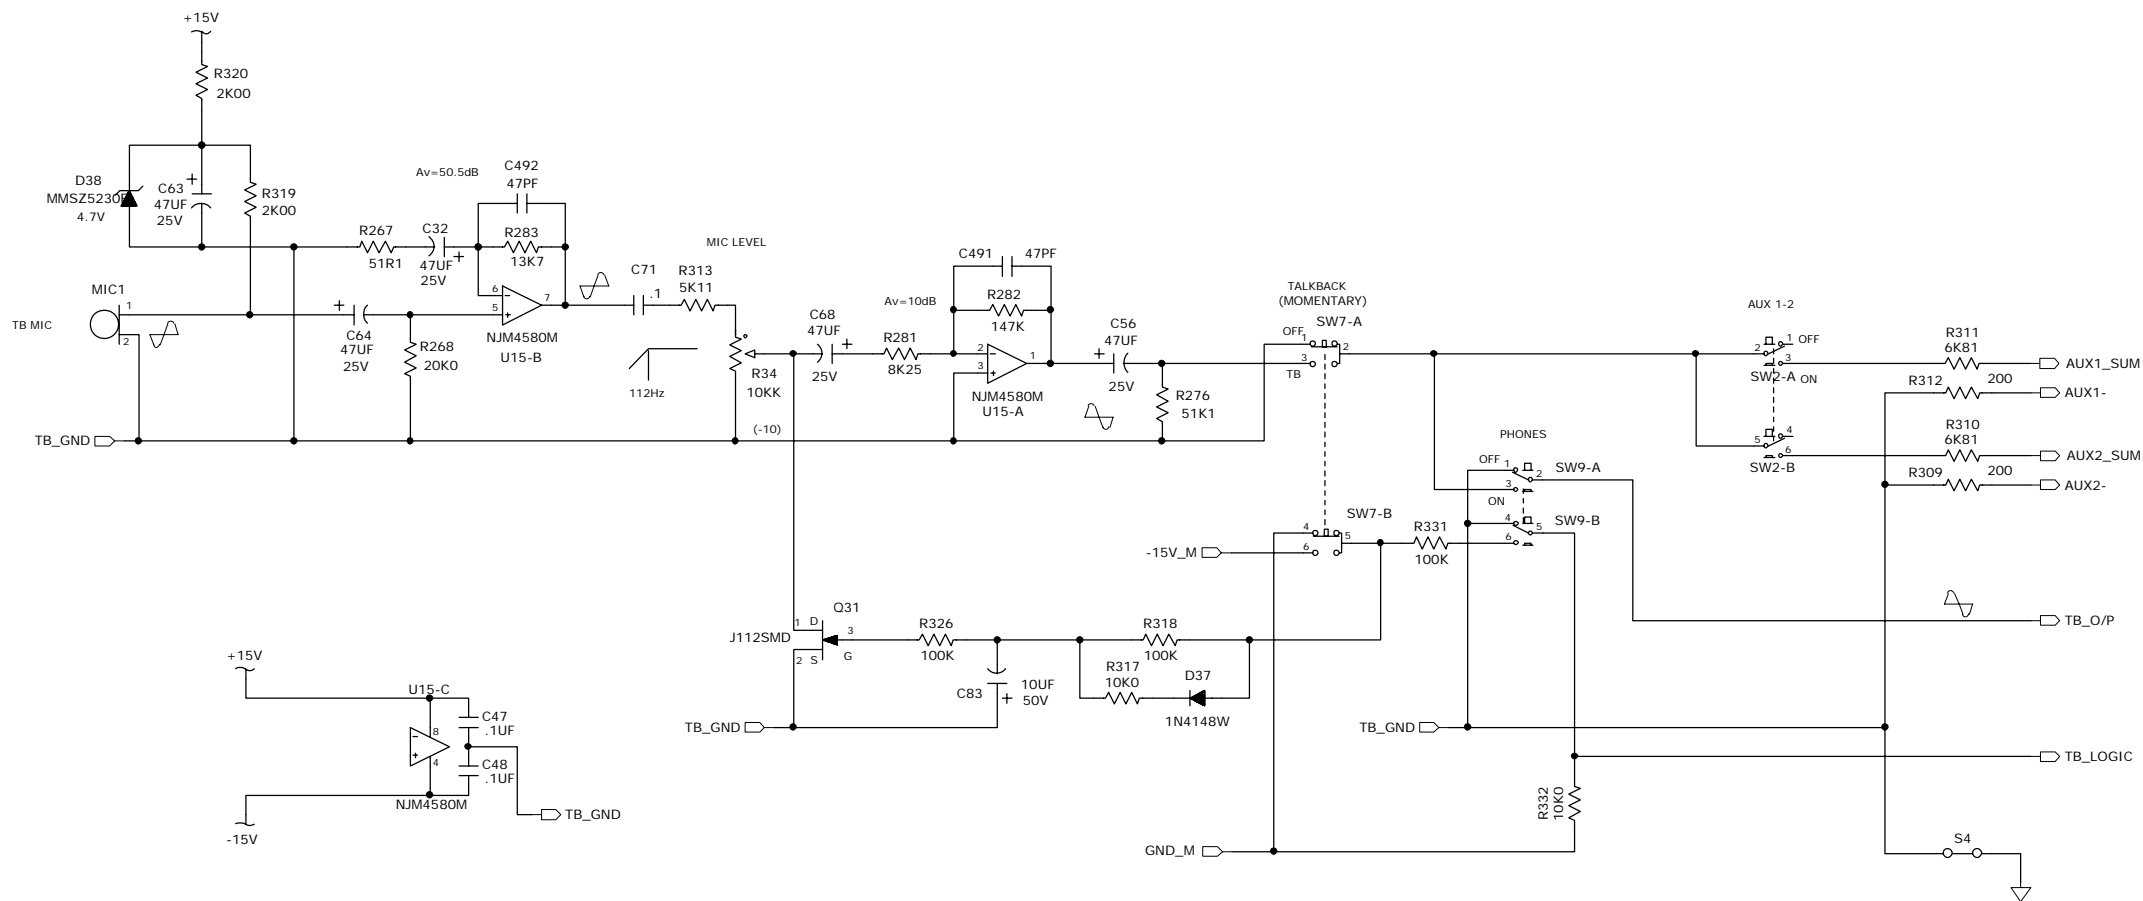 +15V
R320
2K00
D38
MMSZ5230
4.7V
C63
47UF
25V
R319
2K00
Av=50.5dB
C492
47PF
R267
51R1
C32
47UF
25V
R283
13K7
MIC1
1
2
TB MIC
C64
47UF
25V
R268
20K0
6
5
7
NJM4580M
U15-B
C71
.1
R313
5K11
MIC LEVEL
112Hz
R34
10KK
(-10)
C68
47UF
25V
Av=10dB
R281
8K25
C491
47PF
R282
147K
2
3
1
NJM4580M
U15-A
C56
47UF
25V
R276
51K1
TALKBACK
(MOMENTARY)
SW7-A
OFF
1
2
3
TB
AUX 1-2
2
1
OFF
3
SW2-A
ON
5
4
6
SW2-B
R311
6K81
AUX1_SUM
R312
200
AUX1-
R310
6K81
AUX2_SUM
R309
200
AUX2-
TB_GND
PHONES
OFF
1
2
3
SW9-A
ON
4
5
6
SW9-B
SW7-B
4
5
6
-15V_M
R331
100K
Q31
J112SMD
1
D
2
S
3
G
R326
100K
C83
10UF
50V
R318
100K
R317
10K0
D37
1N4148W
TB_GND
TB_GND
TB_O/P
TB_LOGIC
R332
10K0
GND_M
S4
+15V
U15-C
8
4
C47
.1UF
C48
.1UF
NJM4580M
-15V
TB_GND